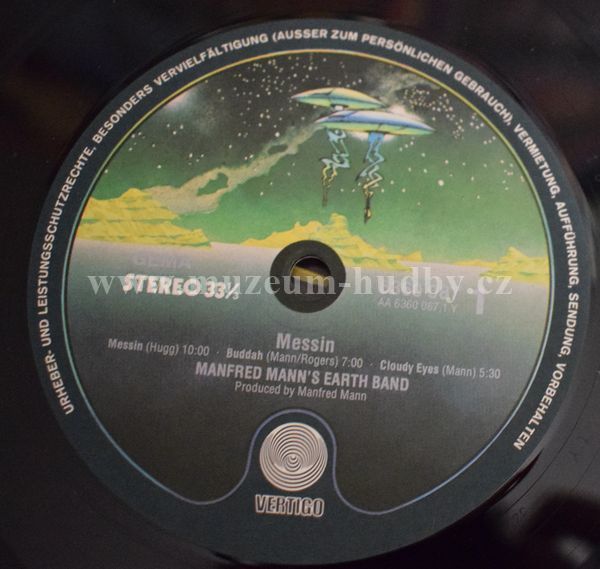 URHEBER- UND LEISTUNGSSCHUTZRECHTE, BESONDERS VERVIELFÄLTIGUNG (AUSSER ZUM PERSÖNLICHEN GEBRAUCH), VERMIETUNG, AUFFÜHRUNG, SENDUNG, VORBEHALTEN
GEMA
www.muzeum-hudby.cz
STEREO 33⅓
AA 6360 087.1 Y
1
Messin
Messin (Hugg) 10:00 · Buddah (Mann/Rogers) 7:00 · Cloudy Eyes (Mann) 5:30
MANFRED MANN'S EARTH BAND
Produced by Manfred Mann
VERTIGO